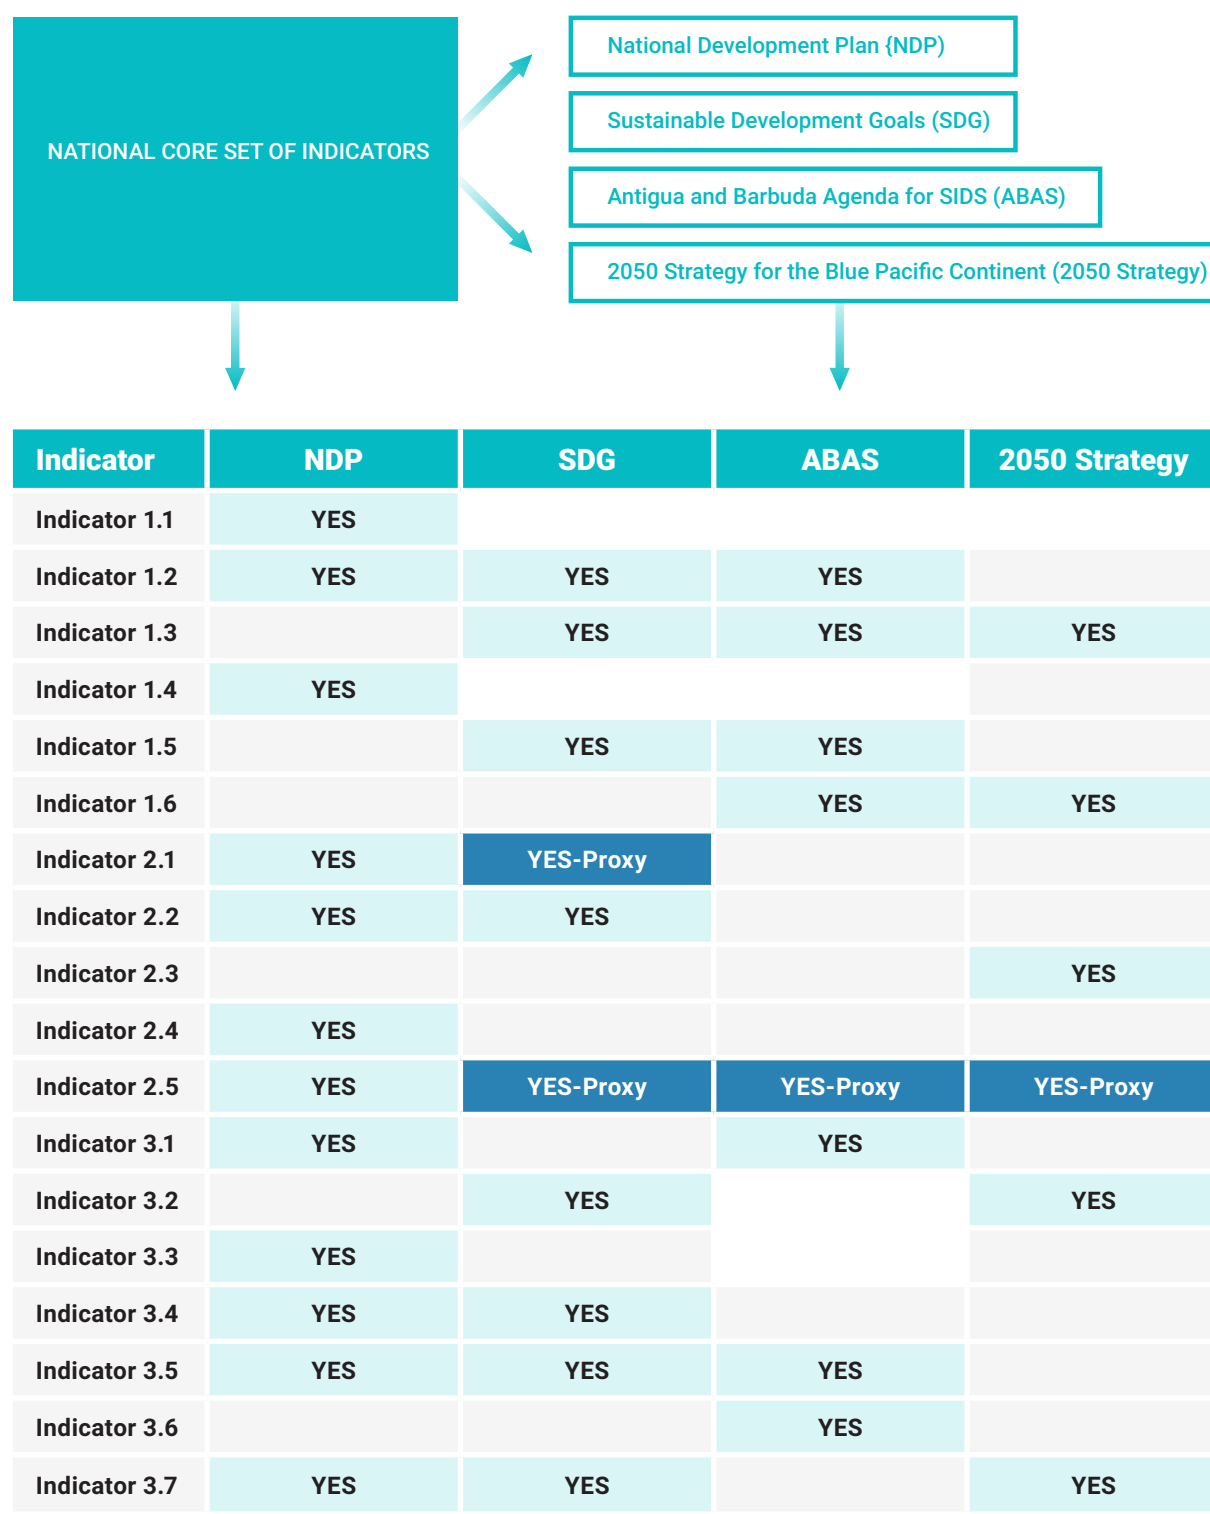 NATIONAL CORE SET OF INDICATORS
National Development Plan {NDP)
Sustainable Development Goals (SDG)
Antigua and Barbuda Agenda for SIDS (ABAS)
2050 Strategy for the Blue Pacific Continent (2050 Strategy)
Indicator NDP SDG ABAS 2050 Strategy
Indicator 1.1 YES
Indicator 1.2 YES YES YES
Indicator 1.3 YES YES YES
Indicator 1.4 YES
Indicator 1.5 YES YES
Indicator 1.6 YES YES
Indicator 2.1 YES YES-Proxy
Indicator 2.2 YES YES
Indicator 2.3 YES
Indicator 2.4 YES
Indicator 2.5 YES YES-Proxy YES-Proxy YES-Proxy
Indicator 3.1 YES YES
Indicator 3.2 YES YES
Indicator 3.3 YES
Indicator 3.4 YES YES
Indicator 3.5 YES YES YES
Indicator 3.6 YES
Indicator 3.7 YES YES YES